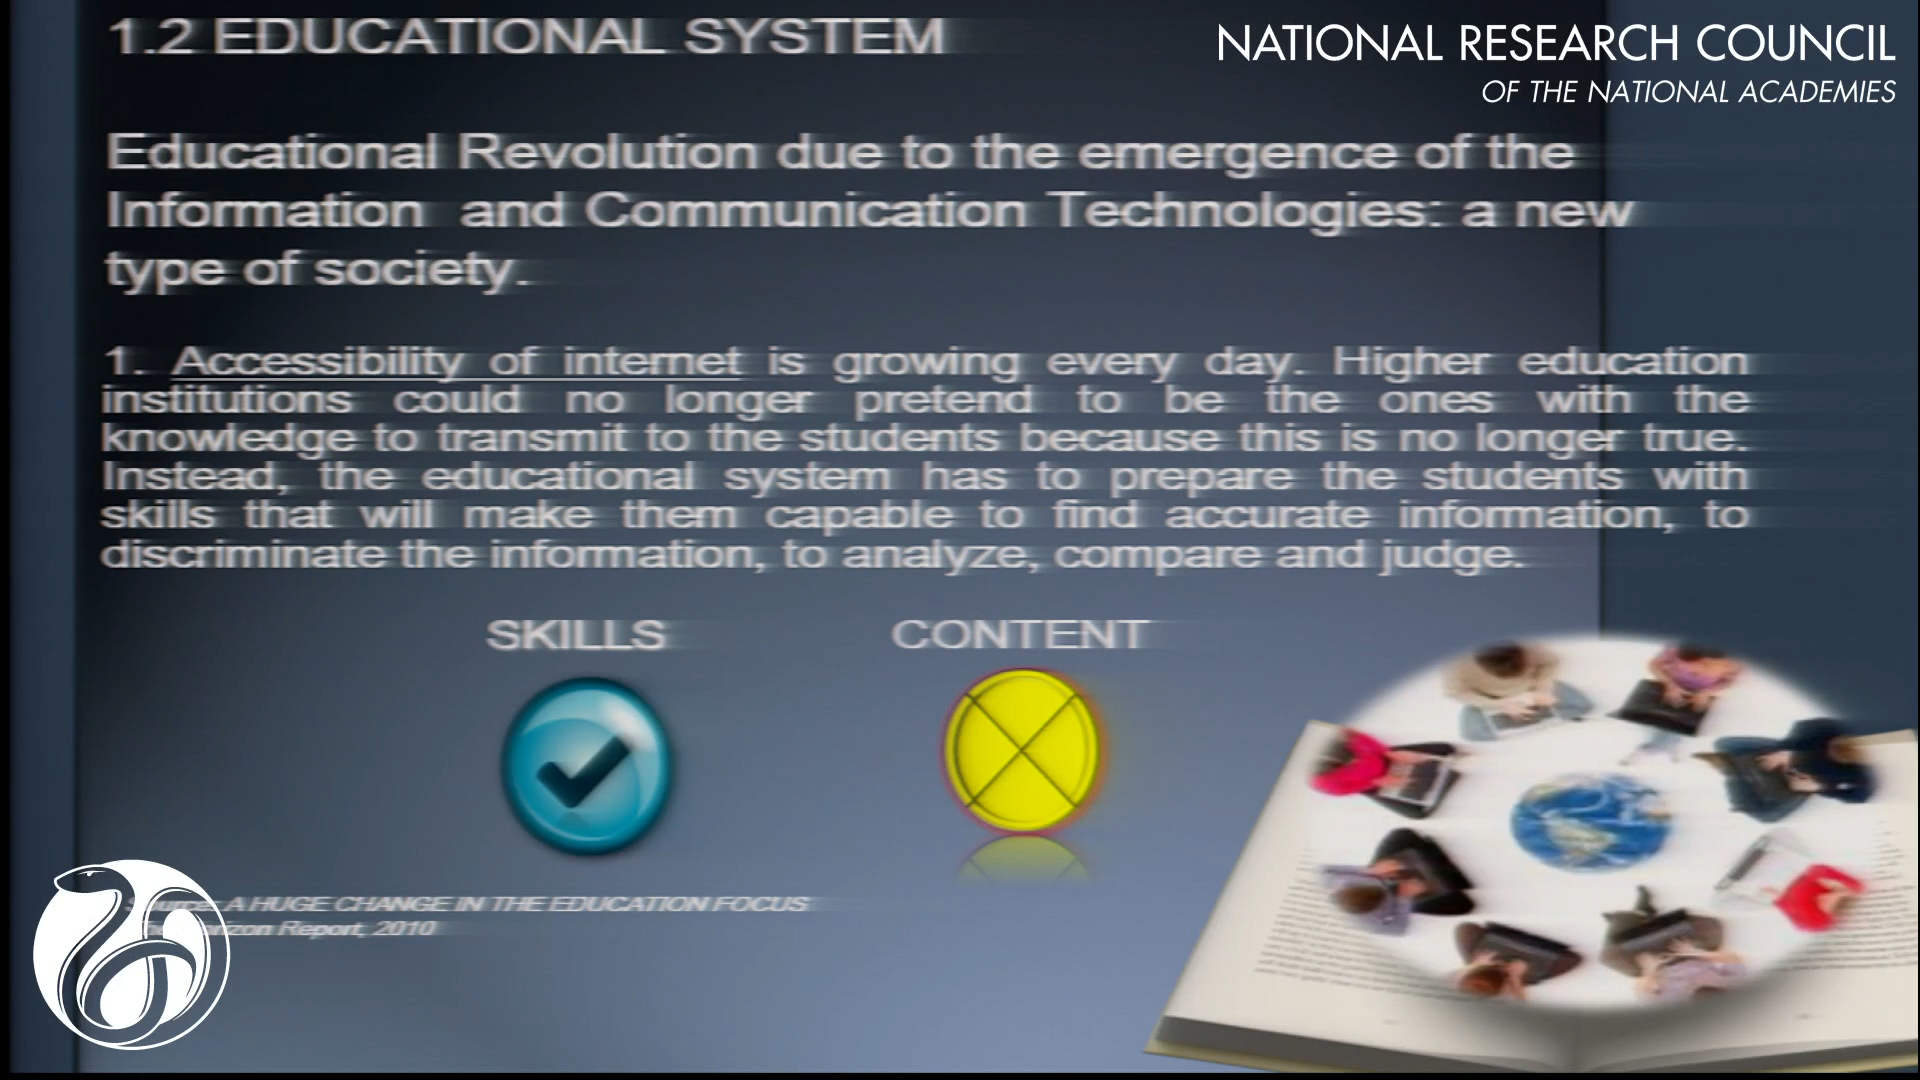 1.2 EDUCATIONAL SYSTEM
NATIONAL RESEARCH COUNCIL
OF THE NATIONAL ACADEMIES
Educational Revolution due to the emergence of the
Information and Communication Technologies: a new
type of society.
1. Accessibility of internet is growing every day. Higher education
institutions could no longer pretend to be the ones with the
knowledge to transmit to the students because this is no longer true.
Instead, the educational system has to prepare the students with
skills that will make them capable to find accurate information, to
discriminate the information, to analyze, compare and judge.
SKILLS CONTENT
Source: A HUGE CHANGE IN THE EDUCATION FOCUS
The Horizon Report, 2010